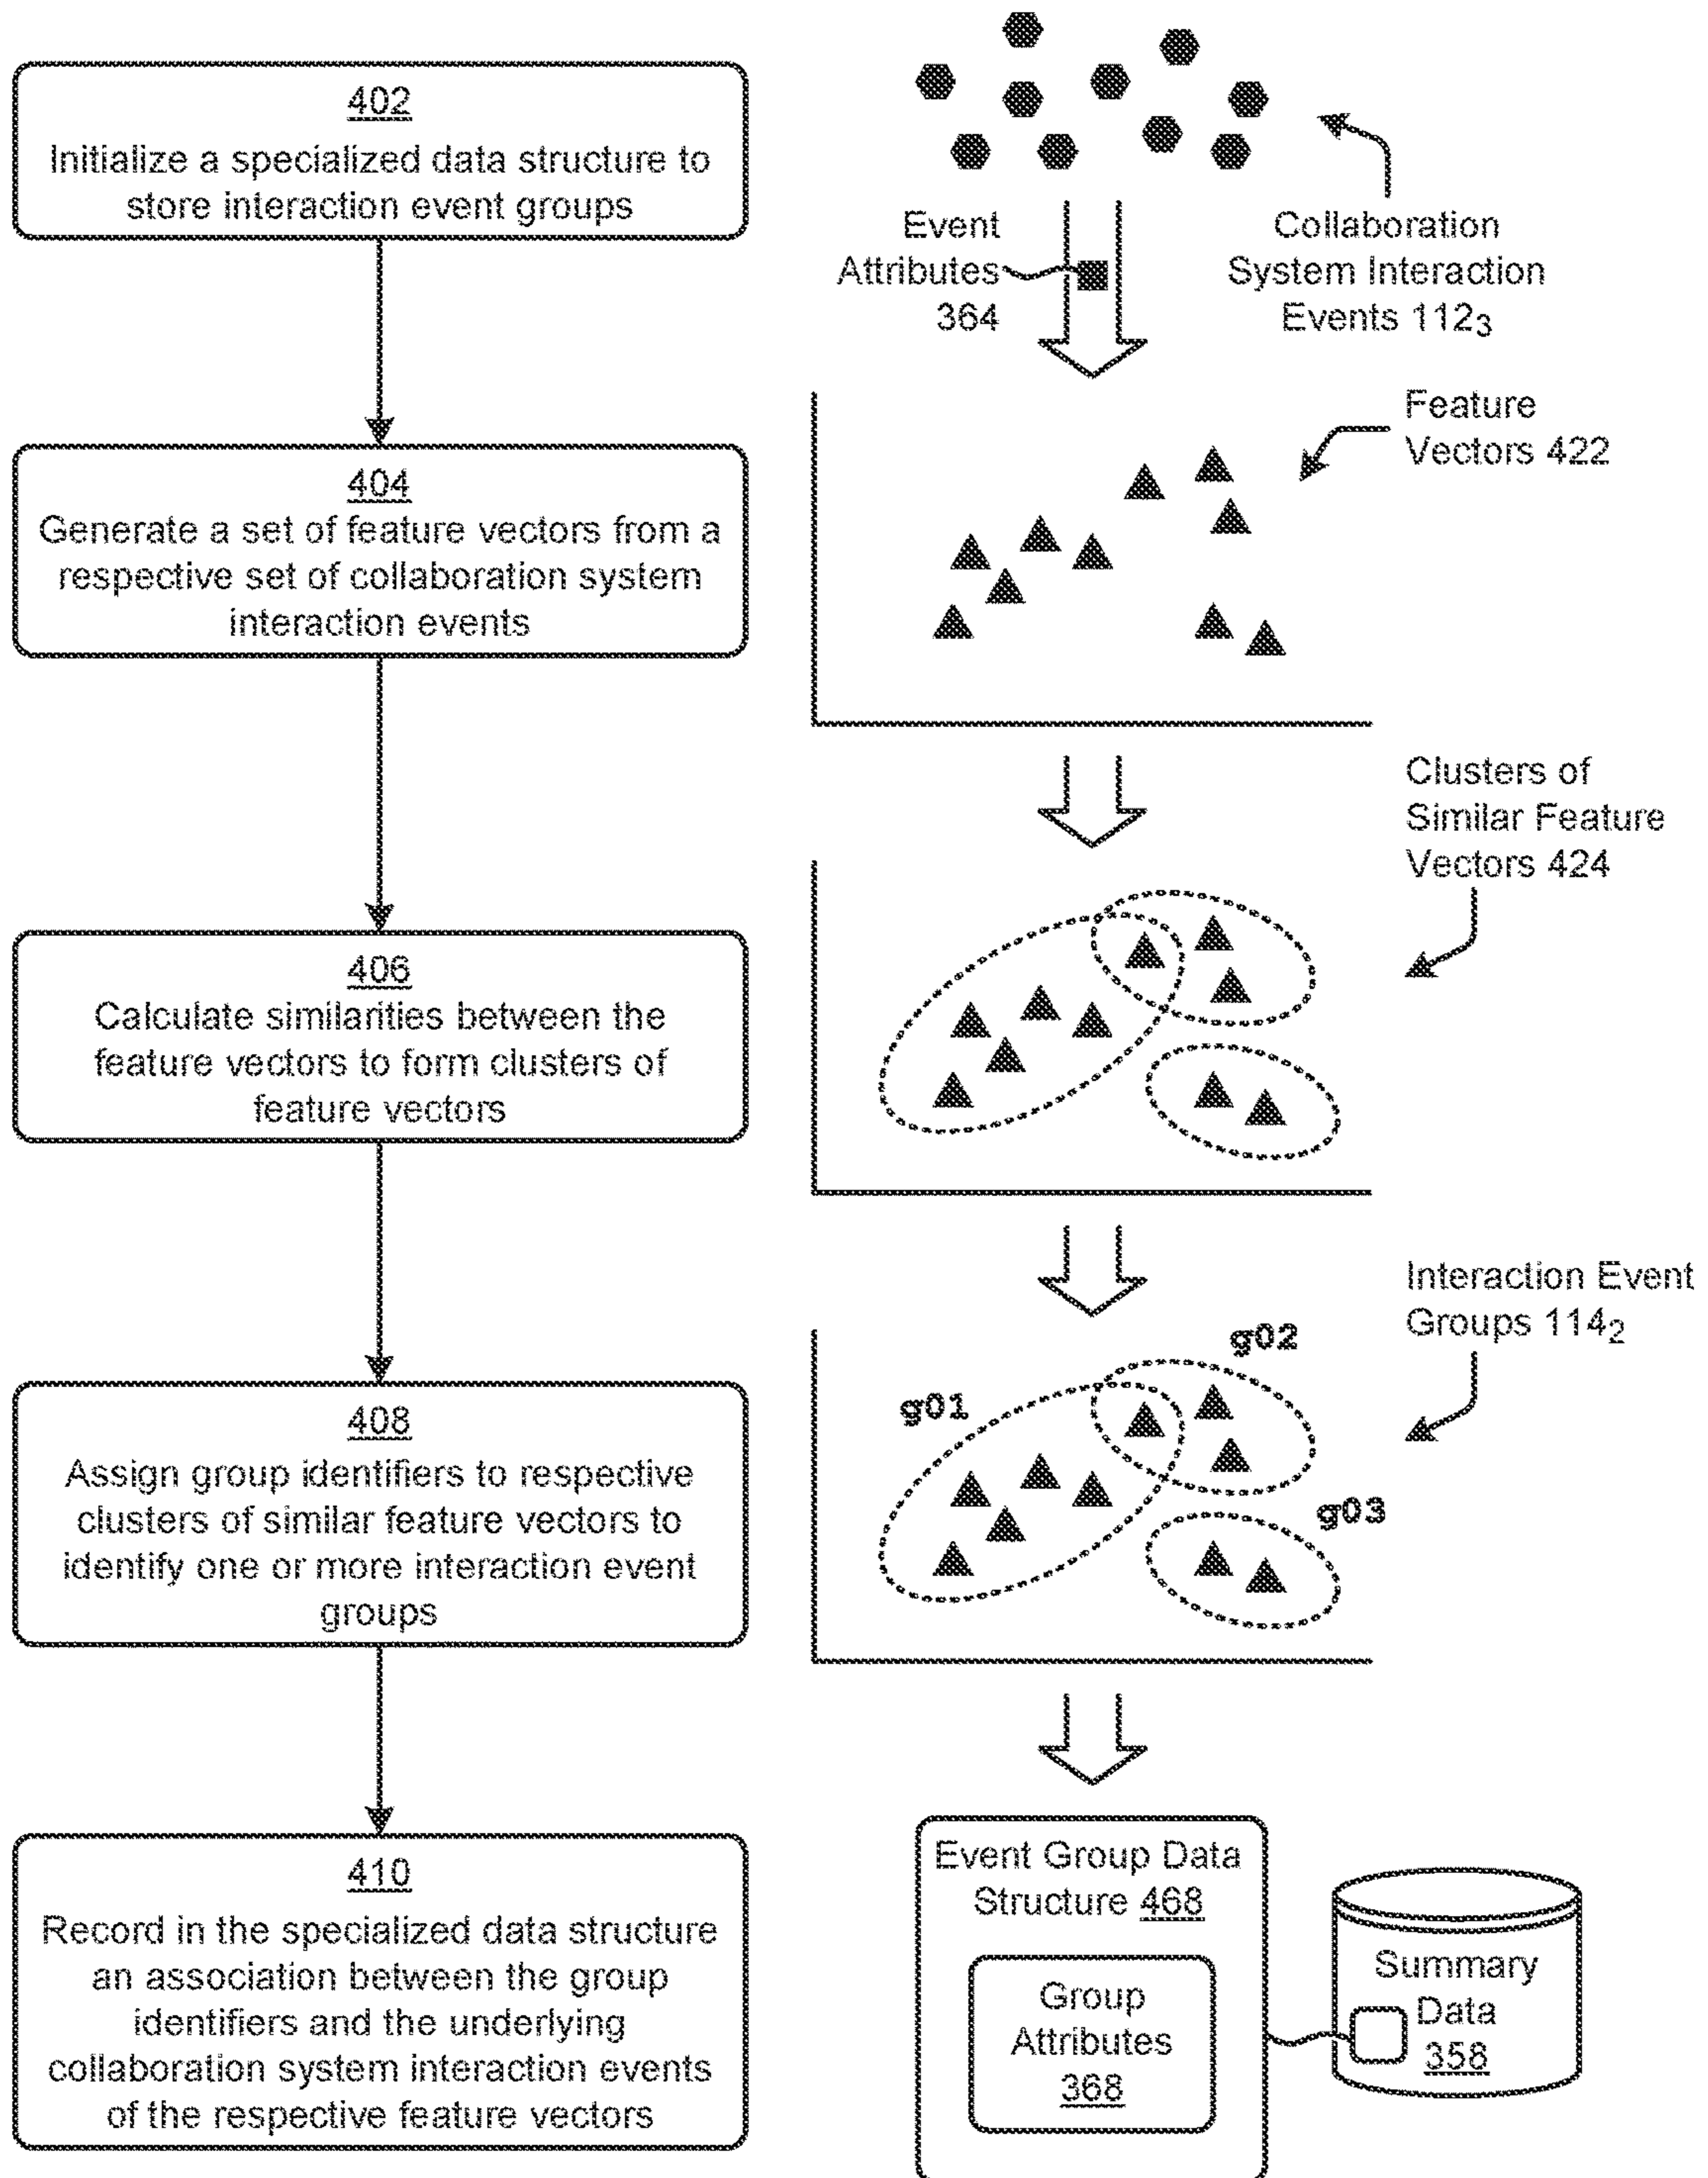 402
Initialize a specialized data structure to
store interaction event groups
404
Generate a set of feature vectors from a
respective set of collaboration system
interaction events
406
Calculate similarities between the
feature vectors to form clusters of
feature vectors
408
Assign group identifiers to respective
clusters of similar feature vectors to
identify one or more interaction event
groups
410
Record in the specialized data structure
an association between the group
identifiers and the underlying
collaboration system interaction events
of the respective feature vectors
Event
Attributes
364
Collaboration
System Interaction
Events 112₃
Feature
Vectors 422
Clusters of
Similar Feature
Vectors 424
Interaction Event
Groups 114₂
g01
g02
g03
Event Group Data
Structure 468
Group
Attributes
368
Summary
Data
358